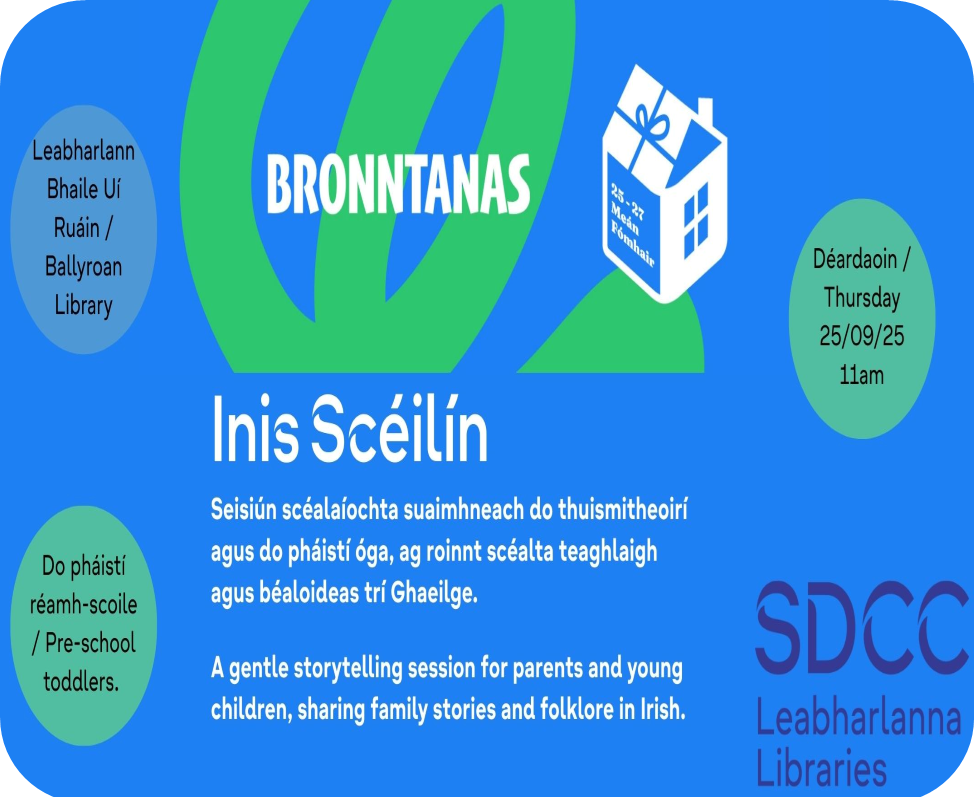 Leabharlann
Bhaile Uí
Ruáin /
Ballyroan
Library
BRONNTANAS
25 - 27
Meán
Fómhair
Déardaoin /
Thursday
25/09/25
11am
Inis Scéilín
Seisiún scéalaíochta suaimhneach do thuismitheoirí
agus do pháistí óga, ag roinnt scéalta teaghlaigh
agus béaloideas trí Ghaeilge.
A gentle storytelling session for parents and young
children, sharing family stories and folklore in Irish.
Do pháistí
réamh-scoile
/ Pre-school
toddlers.
SDCC
Leabharlanna
Libraries